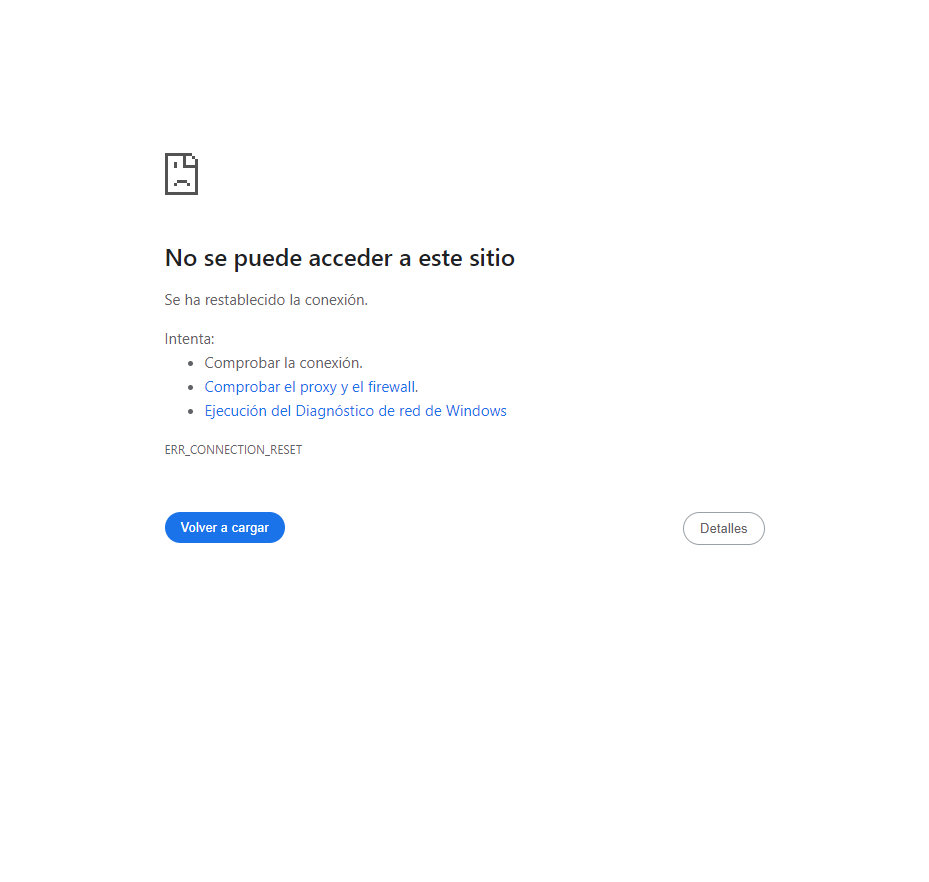 No se puede acceder a este sitio
Se ha restablecido la conexión.
Intenta:
Comprobar la conexión.
Comprobar el proxy y el firewall.
Ejecución del Diagnóstico de red de Windows
ERR_CONNECTION_RESET
Volver a cargar
Detalles